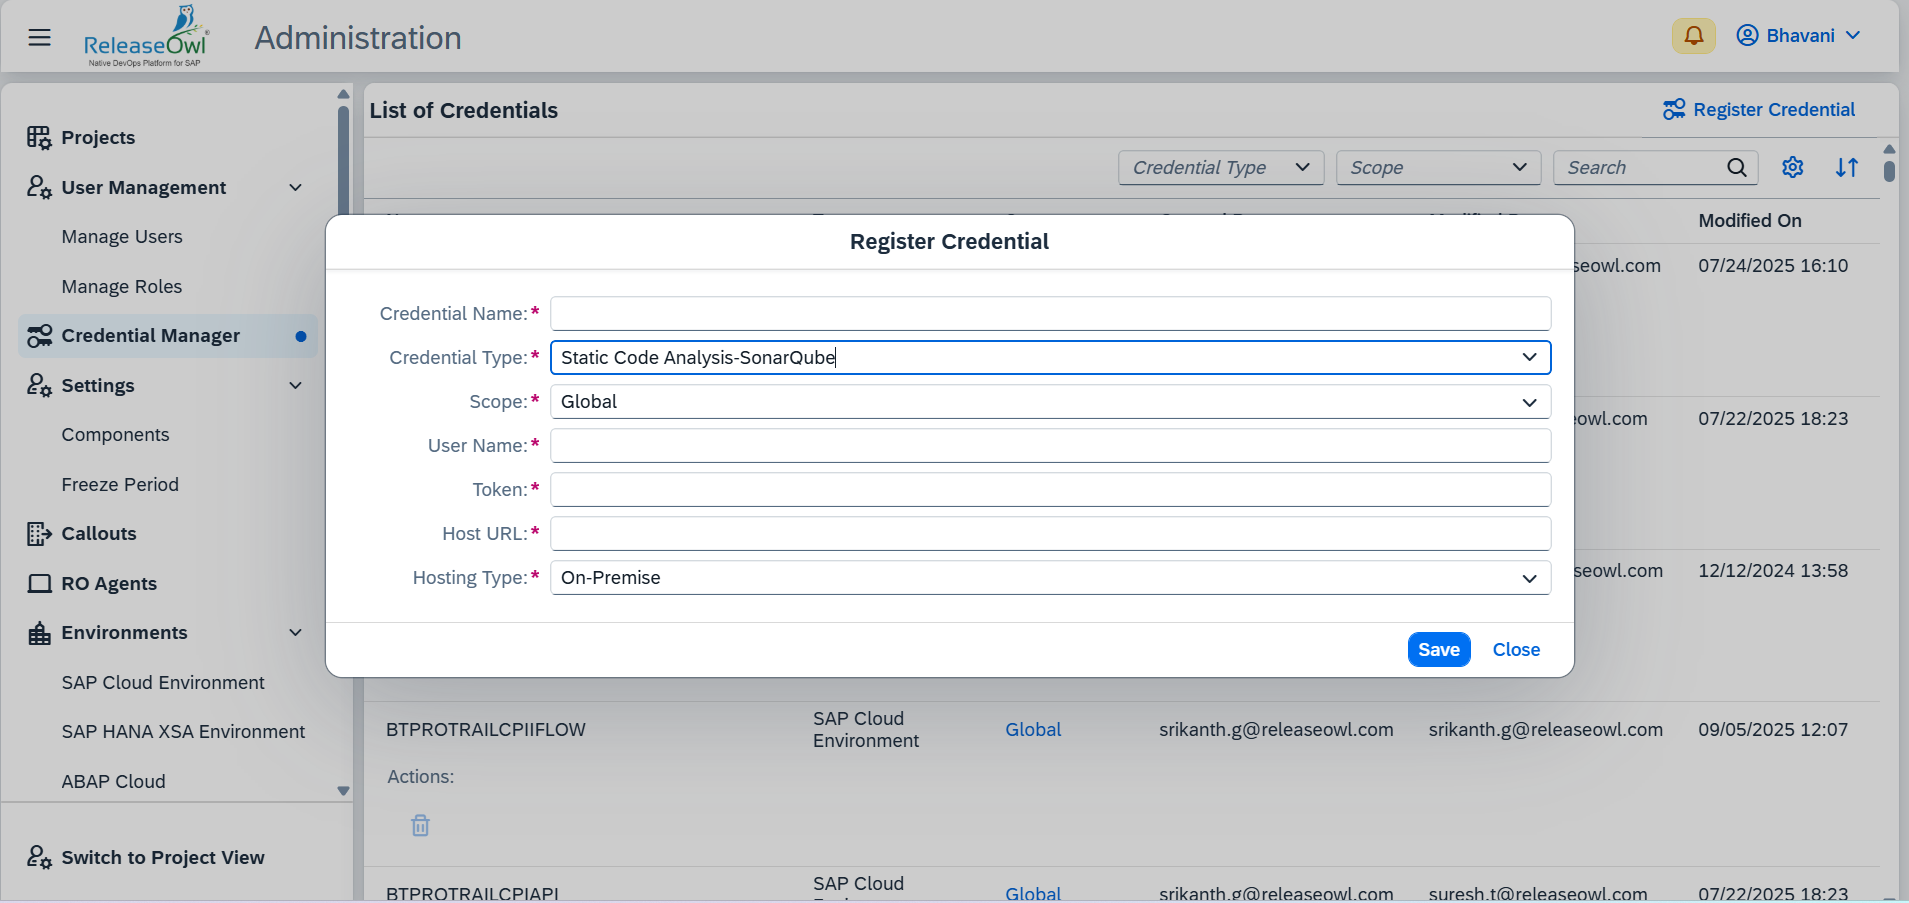 ReleaseOwl
Native DevOps Platform for SAP
Administration
Bhavani
Projects
User Management
Manage Users
Manage Roles
Credential Manager
Settings
Components
Freeze Period
Callouts
RO Agents
Environments
SAP Cloud Environment
SAP HANA XSA Environment
ABAP Cloud
Switch to Project View
List of Credentials
Register Credential
Credential Type
Scope
Search
Modified On
seowl.com
07/24/2025 16:10
owl.com
07/22/2025 18:23
seowl.com
12/12/2024 13:58
Register Credential
Credential Name:*
Credential Type:* Static Code Analysis-SonarQube
Scope:* Global
User Name:*
Token:*
Host URL:*
Hosting Type:* On-Premise
Save
Close
BTPROTRAILCPIIFLOW
SAP Cloud
Environment
Global
srikanth.g@releaseowl.com
srikanth.g@releaseowl.com
09/05/2025 12:07
Actions:
BTPROTRAILCPIAPI
SAP Cloud
Global
srikanth.g@releaseowl.com
suresh.t@releaseowl.com
07/22/2025 18:23